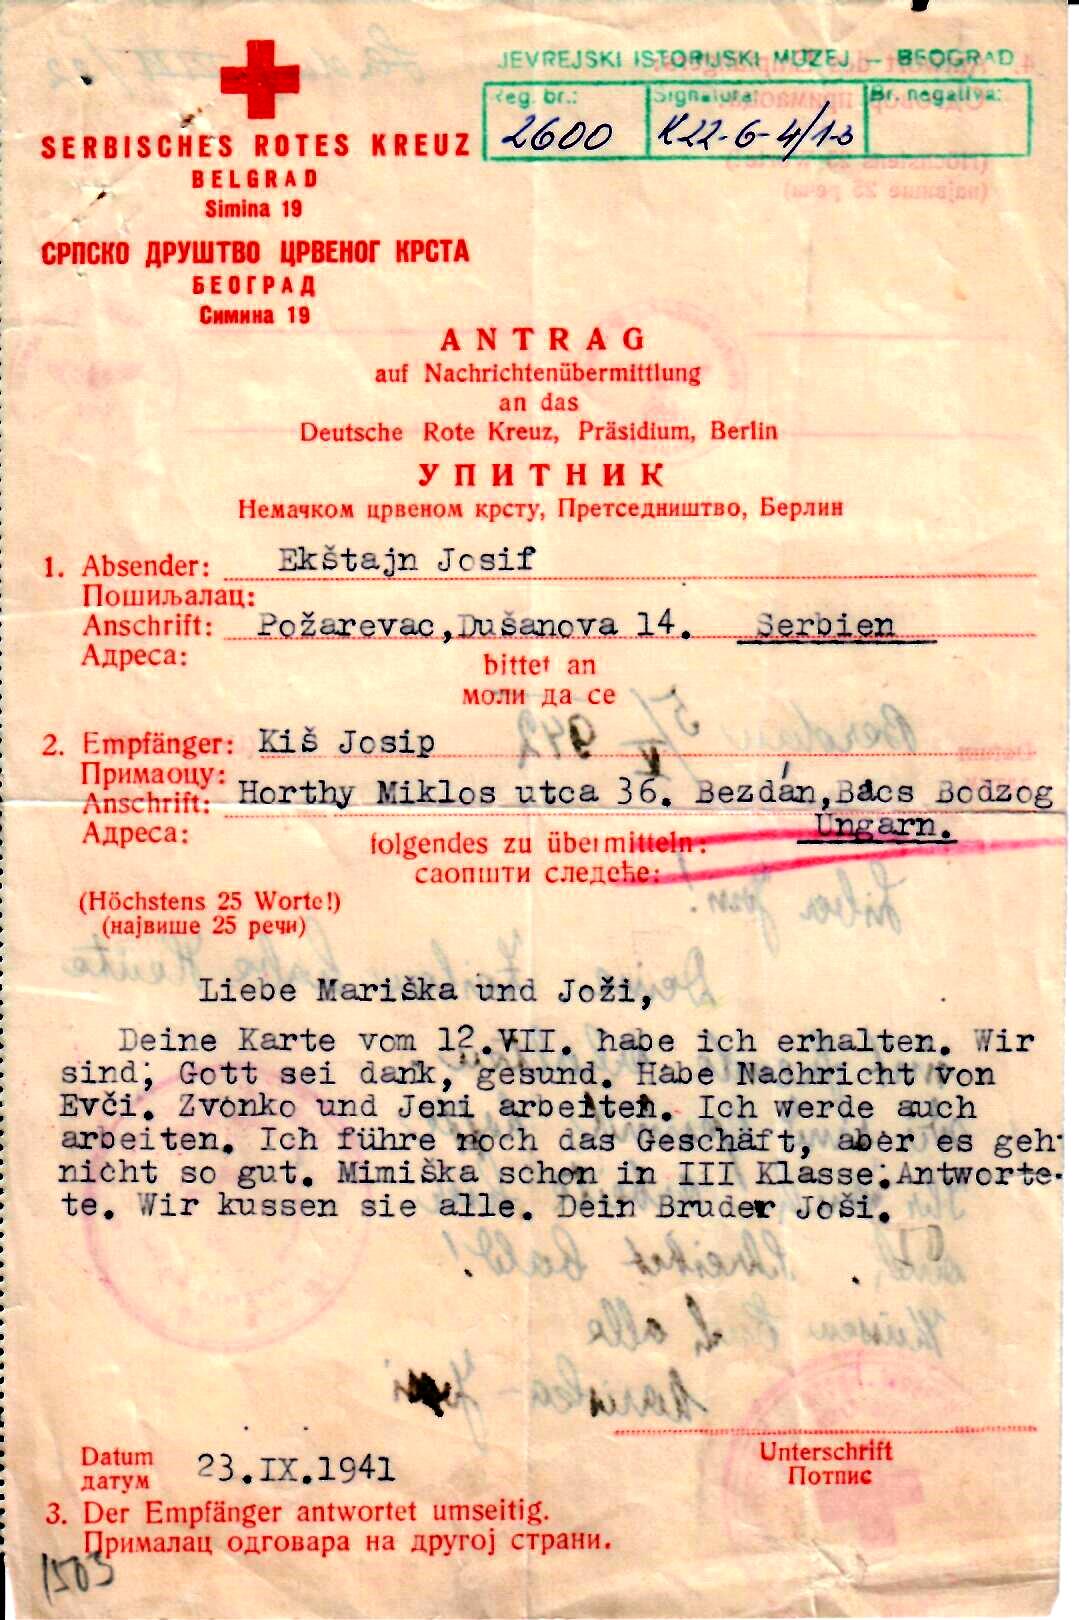 JEVREJSKI ISTORIJSKI MUZEJ — BEOGRAD
Reg. br.: Signatura: Br. negativa:
2600 K22-6-4/1-3
SERBISCHES ROTES KREUZ
BELGRAD
Simina 19
СРПСКО ДРУШТВО ЦРВЕНОГ КРСТА
БЕОГРАД
Симина 19
ANTRAG
auf Nachrichtenübermittlung
an das
Deutsche Rote Kreuz, Präsidium, Berlin
УПИТНИК
Немачком црвеном крсту, Претседништво, Берлин
1. Absender: Ekštajn Josif
Пошиљалац:
Anschrift: Požarevac,Dušanova 14. Serbien
Адреса:
bittet an
моли да се
2. Empfänger: Kiš Josip
Примаоцу:
Anschrift: Horthy Miklos utca 36. Bezdán,Bács Bodzog
Ungarn.
Адреса:
folgendes zu übermitteln:
саопшти следеће:
(Höchstens 25 Worte!)
(највише 25 речи)
Liebe Mariška und Joži,
Deine Karte vom 12.VII. habe ich erhalten. Wir
sind, Gott sei dank, gesund. Habe Nachricht von
Evči. Zvonko und Jeni arbeiten. Ich werde auch
arbeiten. Ich führe noch das Geschäft, aber es geh
nicht so gut. Mimiška schon in III Klasse.Antworte-
te. Wir kussen sie alle. Dein Bruder Joši.
Unterschrift
Потпис
Datum
датум
23.IX.1941
3. Der Empfänger antwortet umseitig.
Прималац одговара на другој страни.
1503